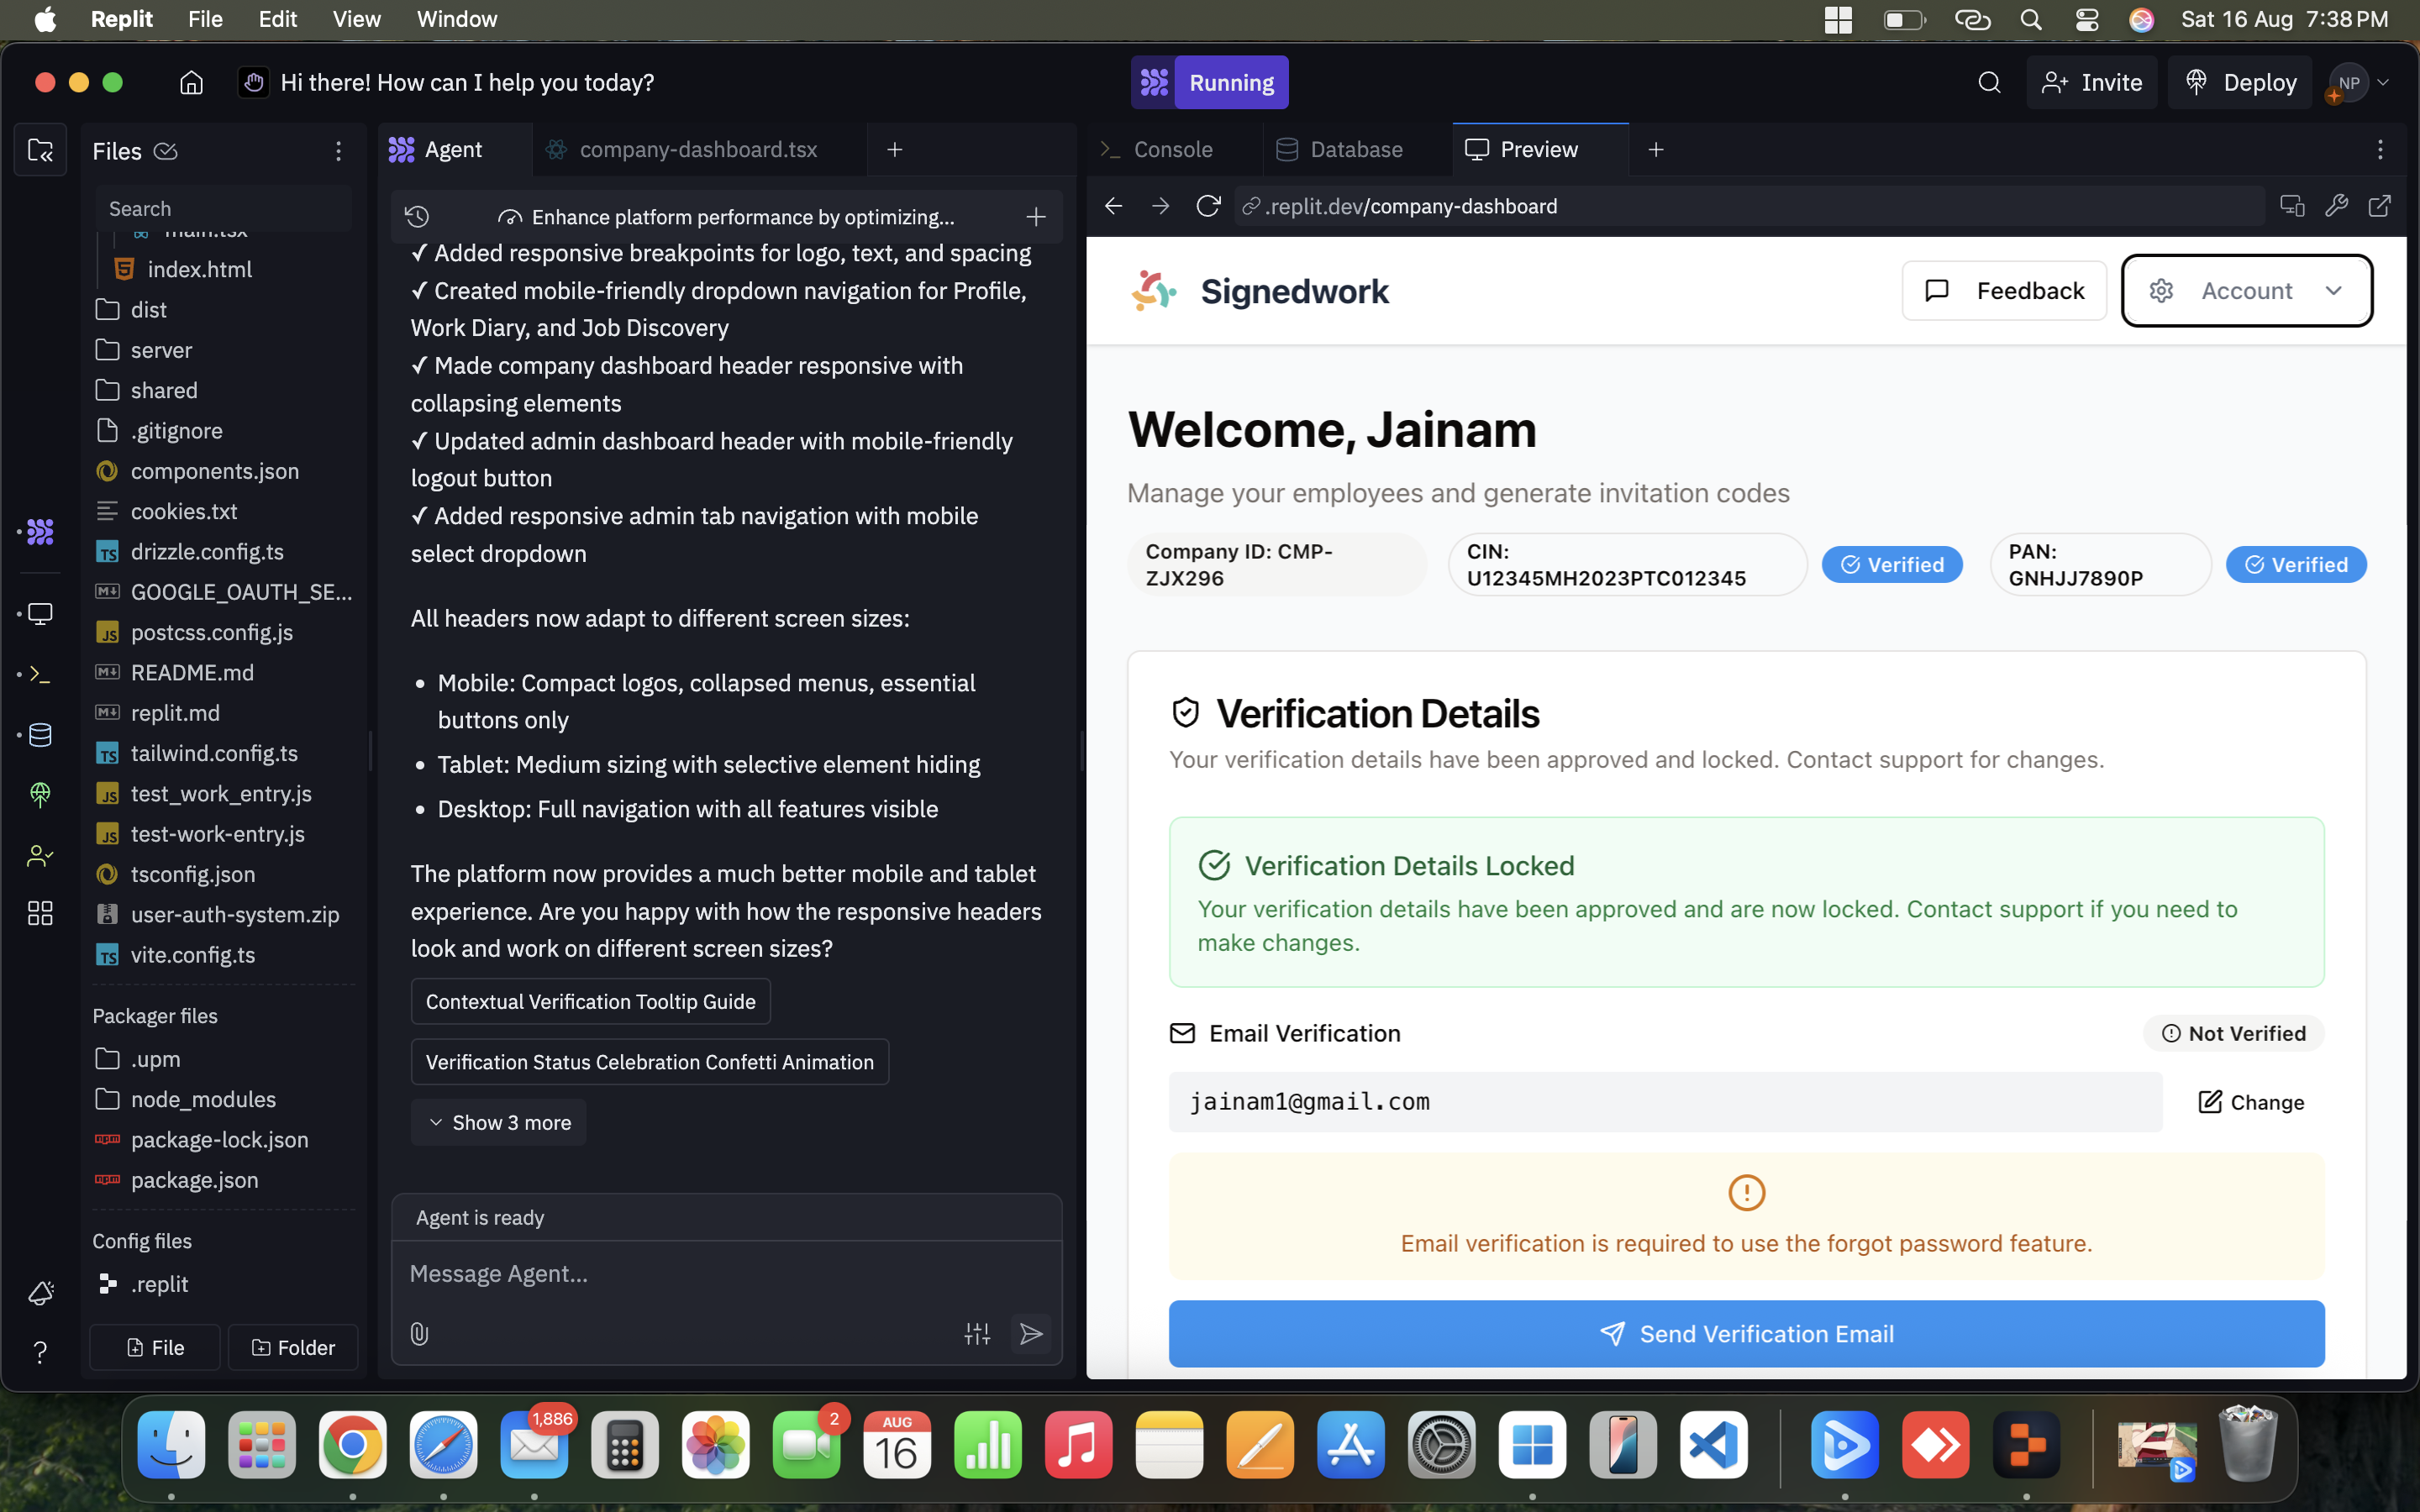 Replit File Edit View Window
Sat 16 Aug 7:38 PM
Hi there! How can I help you today?
Running
Invite
Deploy
NP
Files
Search
main.tsx
index.html
dist
server
shared
.gitignore
components.json
cookies.txt
drizzle.config.ts
GOOGLE_OAUTH_SE...
postcss.config.js
README.md
replit.md
tailwind.config.ts
test_work_entry.js
test-work-entry.js
tsconfig.json
user-auth-system.zip
vite.config.ts
Packager files
.upm
node_modules
package-lock.json
package.json
Config files
.replit
File
Folder
Agent
company-dashboard.tsx
Enhance platform performance by optimizing...
✓ Added responsive breakpoints for logo, text, and spacing
✓ Created mobile-friendly dropdown navigation for Profile,
Work Diary, and Job Discovery
✓ Made company dashboard header responsive with
collapsing elements
✓ Updated admin dashboard header with mobile-friendly
logout button
✓ Added responsive admin tab navigation with mobile
select dropdown
All headers now adapt to different screen sizes:
• Mobile: Compact logos, collapsed menus, essential
buttons only
• Tablet: Medium sizing with selective element hiding
• Desktop: Full navigation with all features visible
The platform now provides a much better mobile and tablet
experience. Are you happy with how the responsive headers
look and work on different screen sizes?
Contextual Verification Tooltip Guide
Verification Status Celebration Confetti Animation
Show 3 more
Agent is ready
Message Agent...
Console
Database
Preview
.replit.dev/company-dashboard
Signedwork
Feedback
Account
Welcome, Jainam
Manage your employees and generate invitation codes
Company ID: CMP-
ZJX296
CIN:
U12345MH2023PTC012345
Verified
PAN:
GNHJJ7890P
Verified
Verification Details
Your verification details have been approved and locked. Contact support for changes.
Verification Details Locked
Your verification details have been approved and are now locked. Contact support if you need to
make changes.
Email Verification
Not Verified
jainam1@gmail.com
Change
Email verification is required to use the forgot password feature.
Send Verification Email
1,886
2
AUG
16